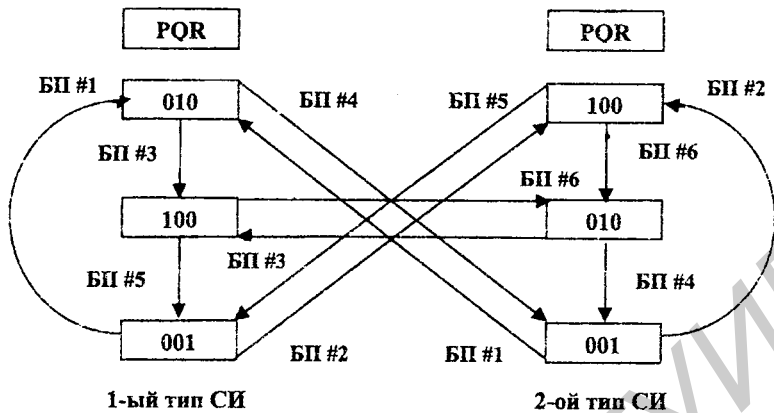 PQR PQR
БП #1 БП #4 БП #5 БП #2
010 100
БП #3 БП #6
БП #6
100 010
БП #3
БП #5 БП #4
001 001
БП #2 БП #1
1-ый тип СИ 2-ой тип СИ